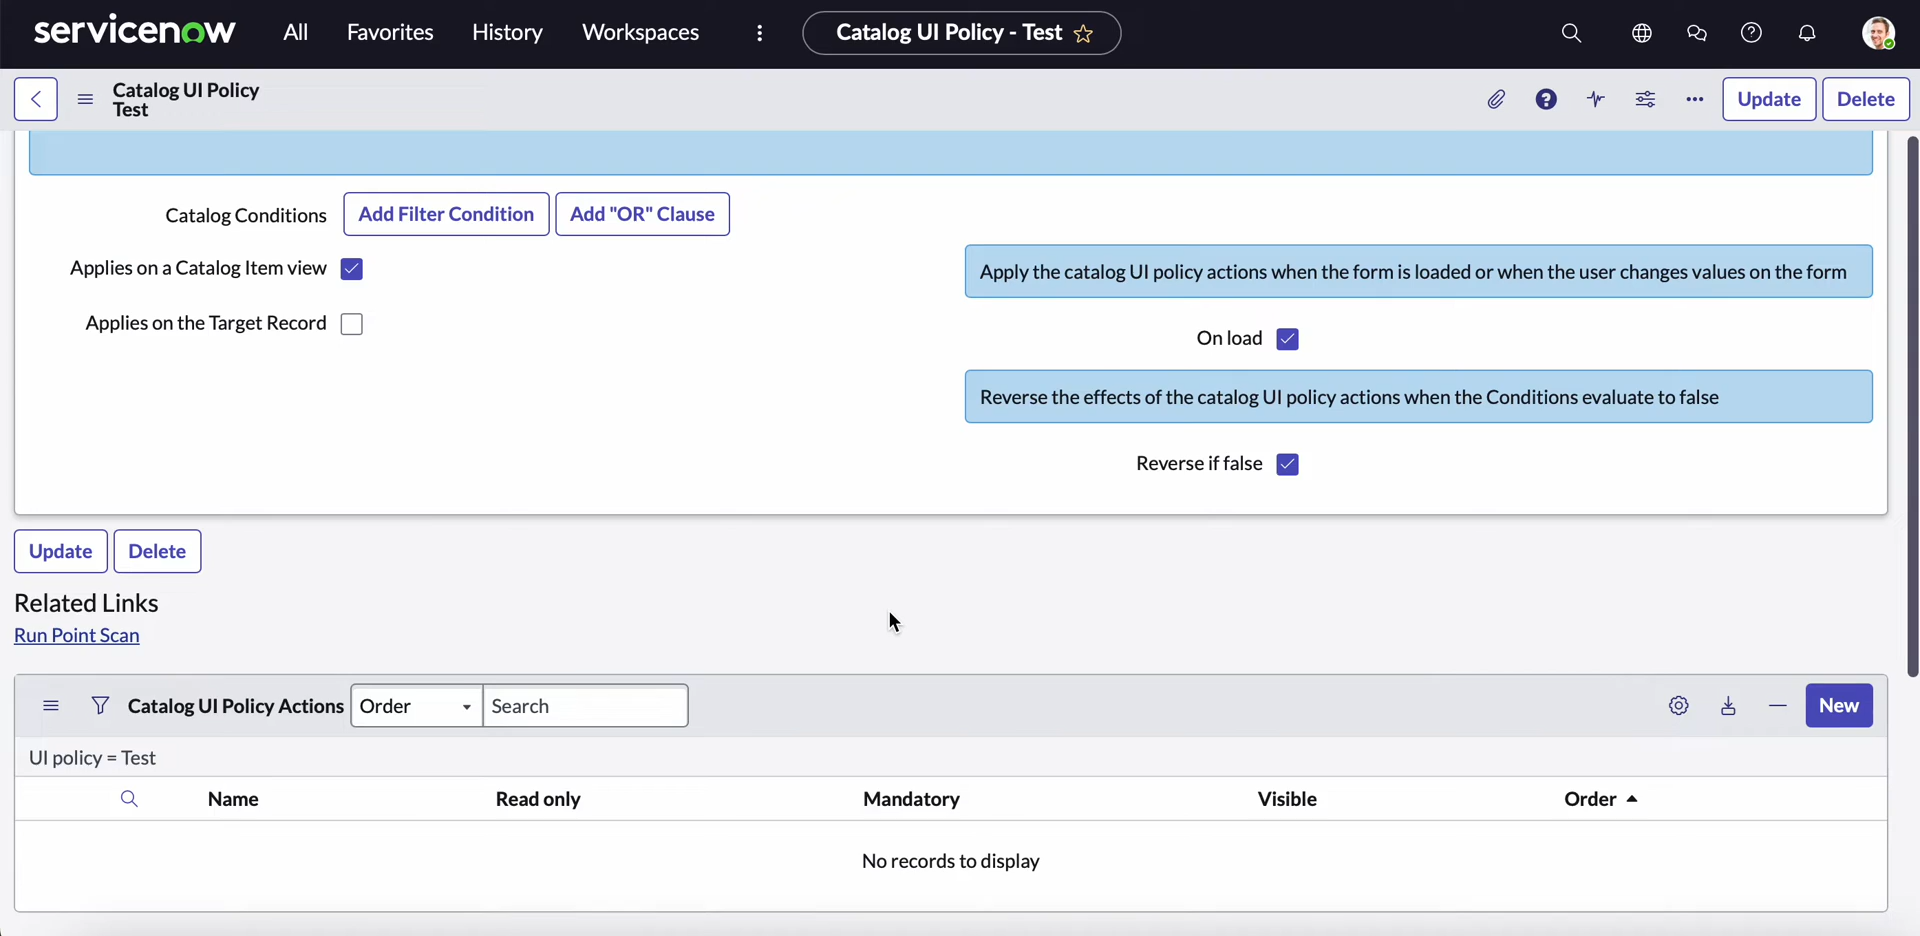 servicenow All Favorites History Workspaces Catalog UI Policy - Test
Catalog UI Policy
Test
Update Delete
Catalog Conditions Add Filter Condition Add "OR" Clause
Applies on a Catalog Item view
Apply the catalog UI policy actions when the form is loaded or when the user changes values on the form
Applies on the Target Record
On load
Reverse the effects of the catalog UI policy actions when the Conditions evaluate to false
Reverse if false
Update Delete
Related Links
Run Point Scan
Catalog UI Policy Actions Order Search New
UI policy = Test
Name Read only Mandatory Visible Order
No records to display